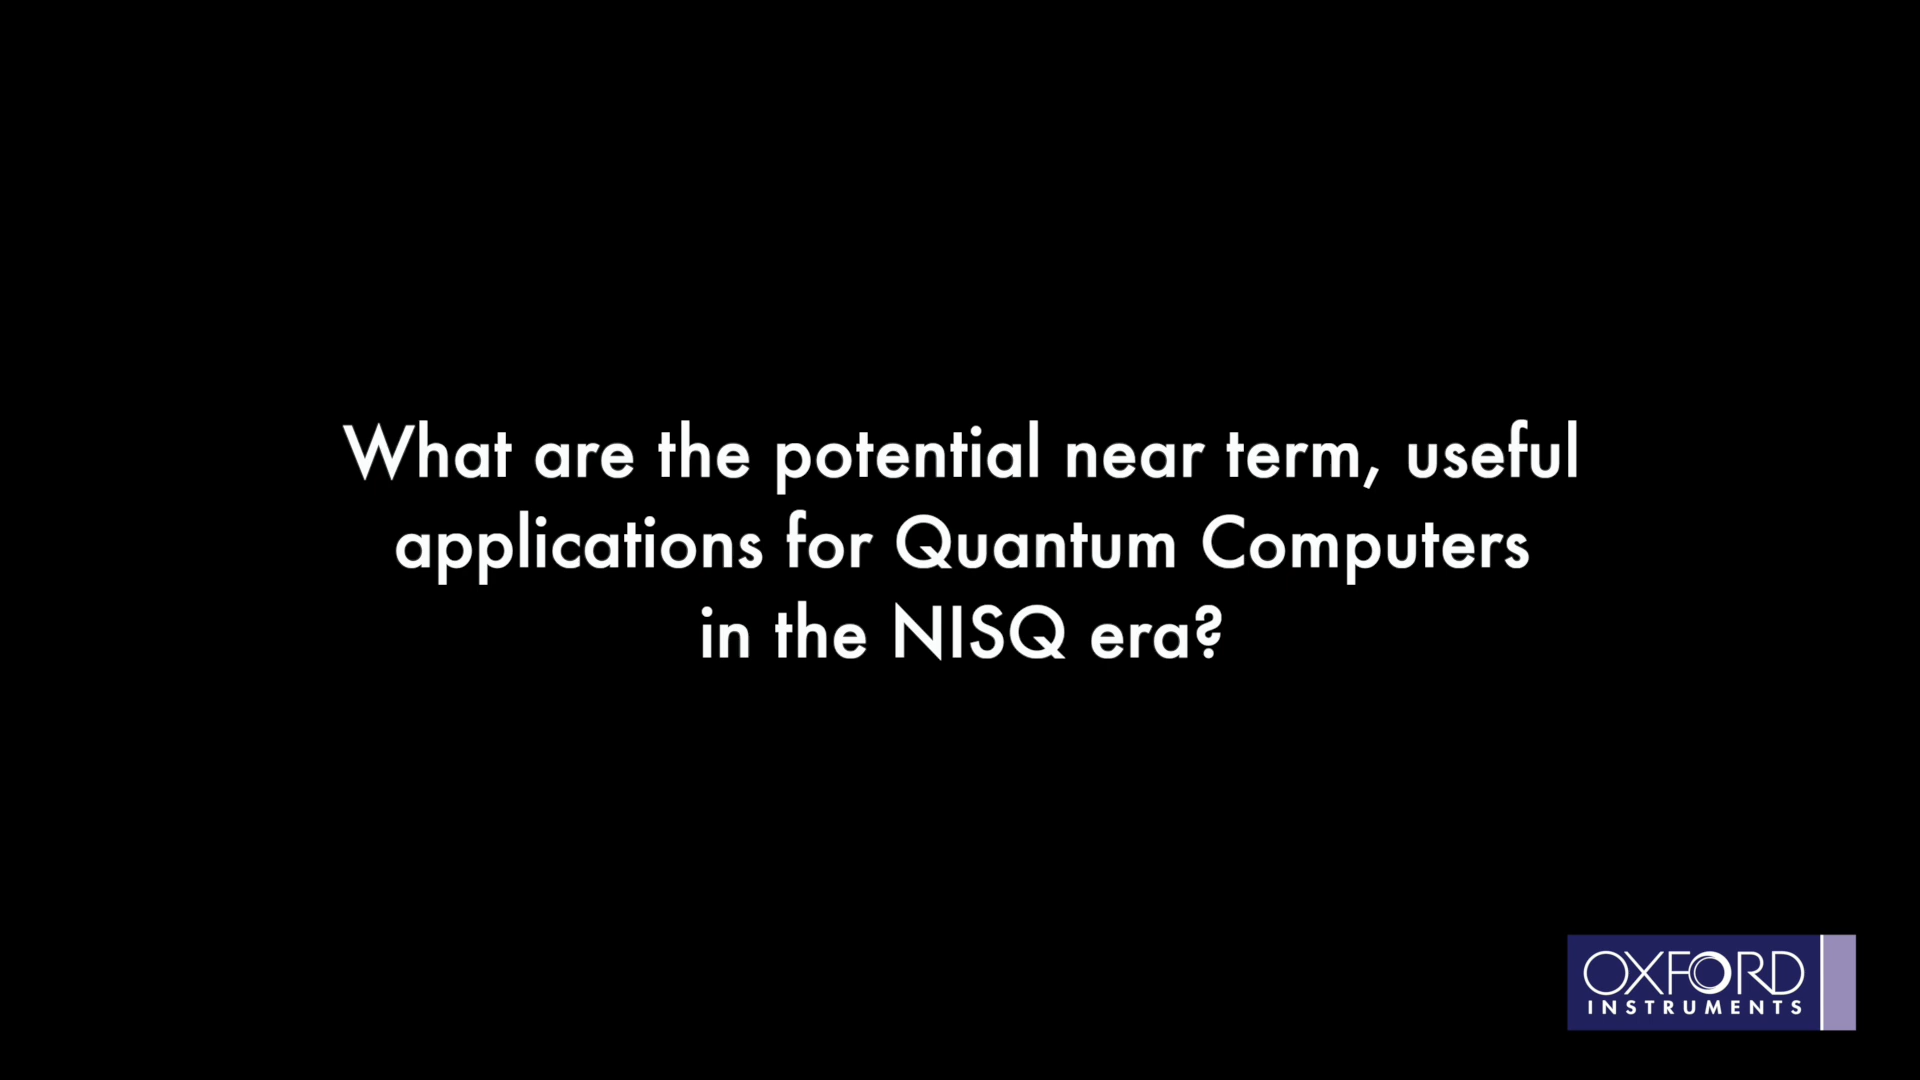 What are the potential near term, useful
applications for Quantum Computers
in the NISQ era?
OXFORD
INSTRUMENTS